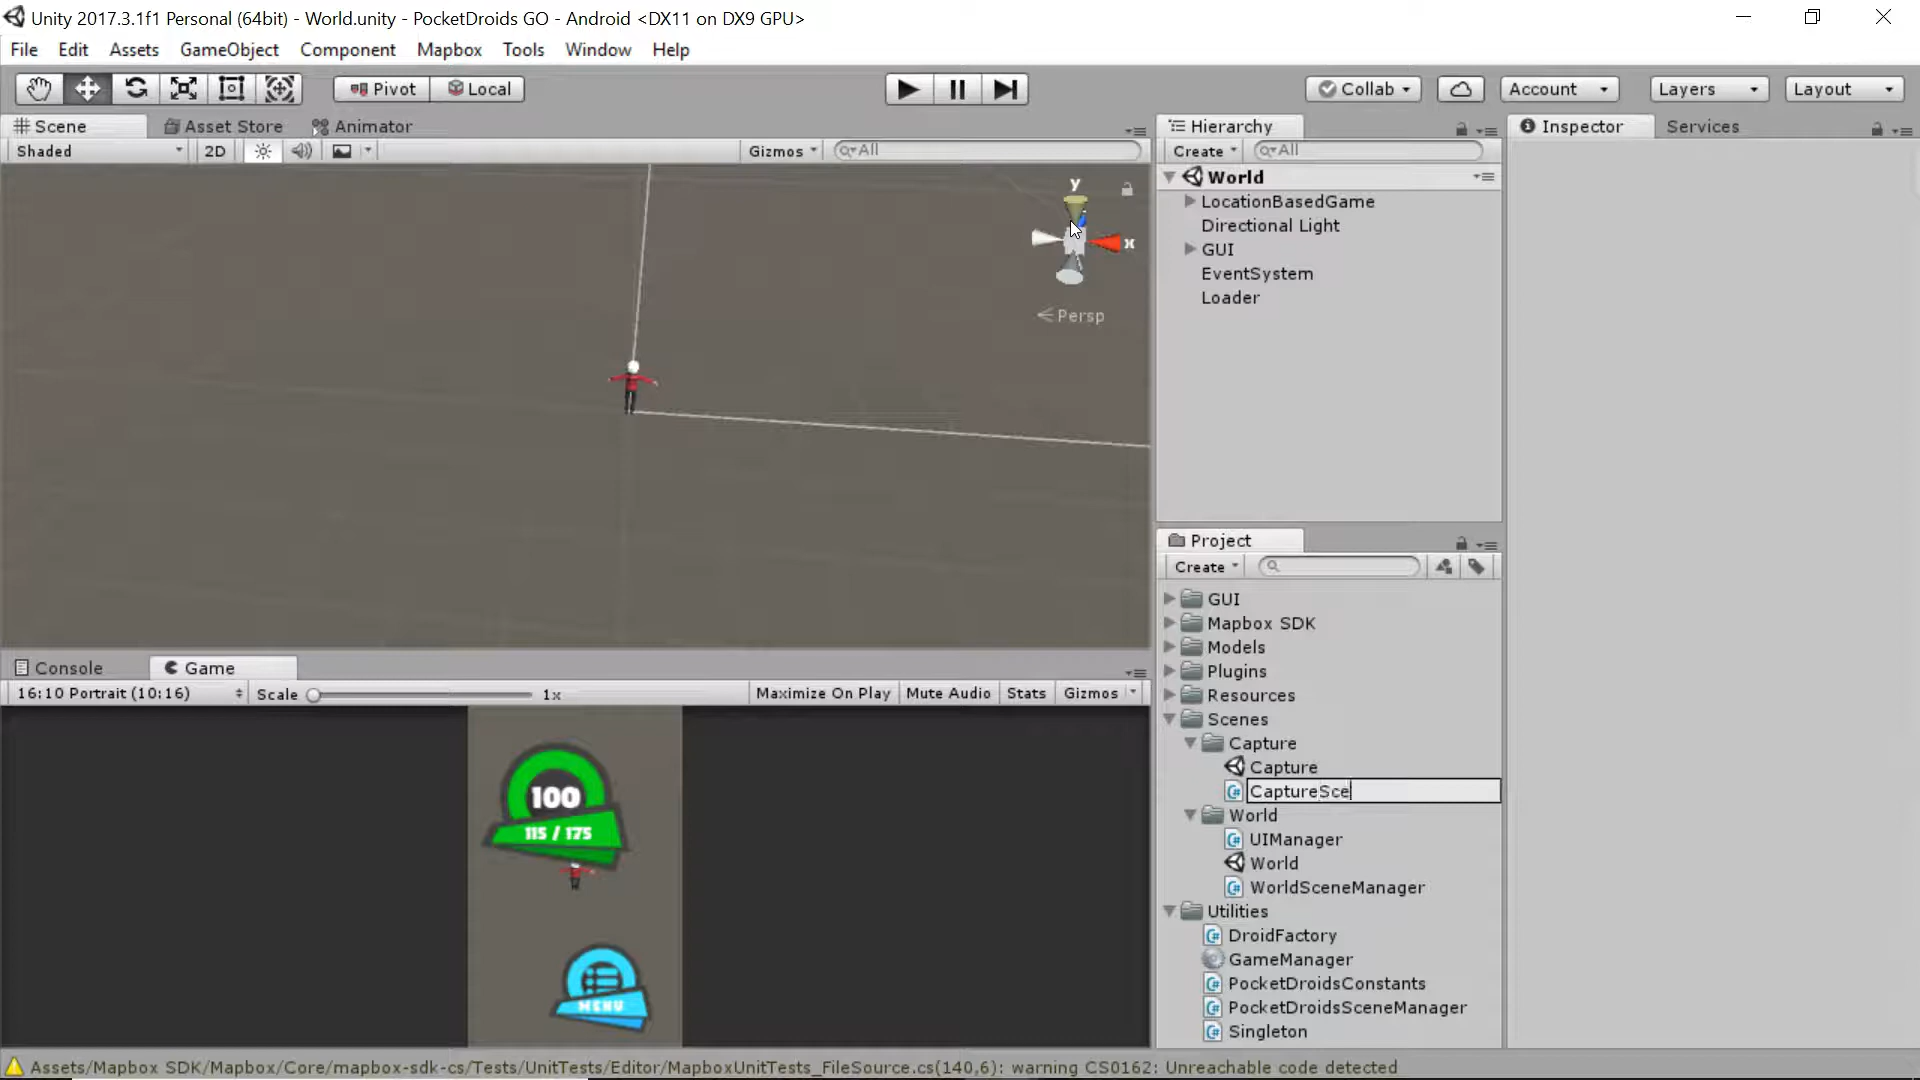 Unity 2017.3.1f1 Personal (64bit) - World.unity - PocketDroids GO - Android <DX11 on DX9 GPU>
File Edit Assets GameObject Component Mapbox Tools Window Help
Pivot Local Collab Account Layers Layout
Scene Asset Store Animator
Shaded 2D Gizmos All
y
x
Persp
Hierarchy
Create All
World
LocationBasedGame
Directional Light
GUI
EventSystem
Loader
Inspector Services
Project
Create
GUI
Mapbox SDK
Models
Plugins
Resources
Scenes
Capture
Capture
CaptureSce
World
UIManager
World
WorldSceneManager
Utilities
DroidFactory
GameManager
PocketDroidsConstants
PocketDroidsSceneManager
Singleton
Console Game
16:10 Portrait (10:16) Scale 1x Maximize On Play Mute Audio Stats Gizmos
100
115 / 175
MENU
Assets/Mapbox SDK/Mapbox/Core/mapbox-sdk-cs/Tests/UnitTests/Editor/MapboxUnitTests_FileSource.cs(140,6): warning CS0162: Unreachable code detected